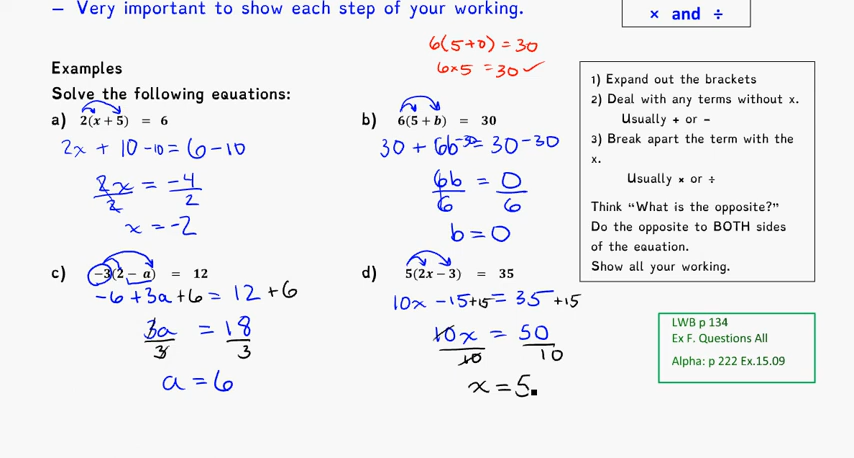 – Very important to show each step of your working.
× and ÷
6(5+0) = 30
6×5 = 30 ✓
Examples
Solve the following equations:
a) 2(x + 5) = 6
2x + 10 -10 = 6 -10
2x/2 = -4/2
x = -2
b) 6(5 + b) = 30
30 + 6b -30 = 30 -30
6b/6 = 0/6
b = 0
c) −3(2 − a) = 12
-6 + 3a + 6 = 12 + 6
3a/3 = 18/3
a = 6
d) 5(2x − 3) = 35
10x - 15 + 15 = 35 + 15
10x/10 = 50/10
x = 5.
1) Expand out the brackets
2) Deal with any terms without x.
Usually + or −
3) Break apart the term with the
x.
Usually × or ÷
Think "What is the opposite?"
Do the opposite to BOTH sides
of the equation.
Show all your working.
LWB p 134
Ex F. Questions All
Alpha: p 222 Ex.15.09